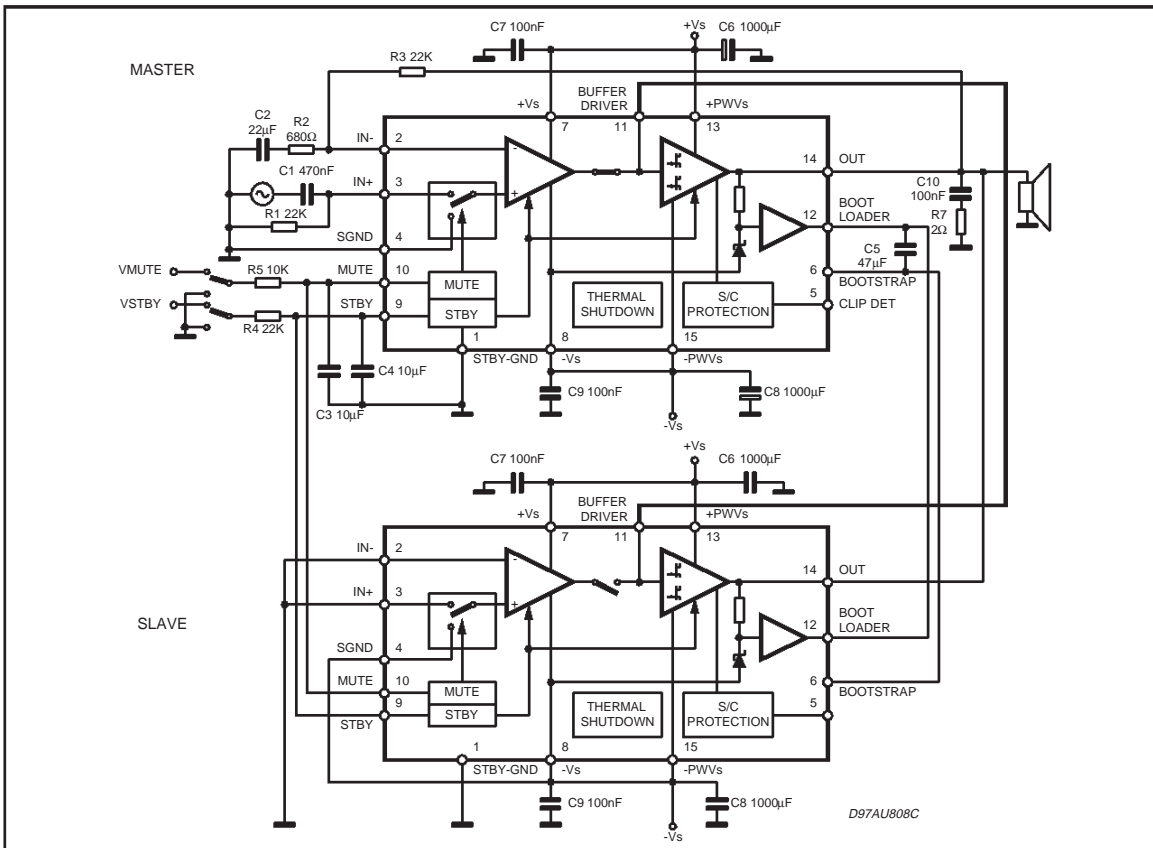 C7 100nF
+Vs
C6 1000μF
MASTER
R3 22K
BUFFER
DRIVER
+Vs
+PWVs
7
11
13
C2
22μF
R2
680Ω
IN-
2
14
OUT
C1 470nF
IN+
3
C10
100nF
R1 22K
BOOT
LOADER
12
R7
2Ω
SGND
4
C5
47μF
VMUTE
R5 10K
MUTE
10
MUTE
6
BOOTSTRAP
VSTBY
STBY
9
STBY
THERMAL
SHUTDOWN
S/C
PROTECTION
5
CLIP DET
R4 22K
1
8
15
STBY-GND
-Vs
-PWVs
C4 10μF
C9 100nF
C8 1000μF
C3 10μF
-Vs
+Vs
C7 100nF
C6 1000μF
BUFFER
DRIVER
+Vs
+PWVs
7
11
13
IN-
2
14
OUT
IN+
3
SLAVE
BOOT
LOADER
12
SGND
4
MUTE
10
MUTE
6
BOOTSTRAP
9
STBY
STBY
THERMAL
SHUTDOWN
S/C
PROTECTION
5
1
8
15
STBY-GND
-Vs
-PWVs
C9 100nF
C8 1000μF
D97AU808C
-Vs